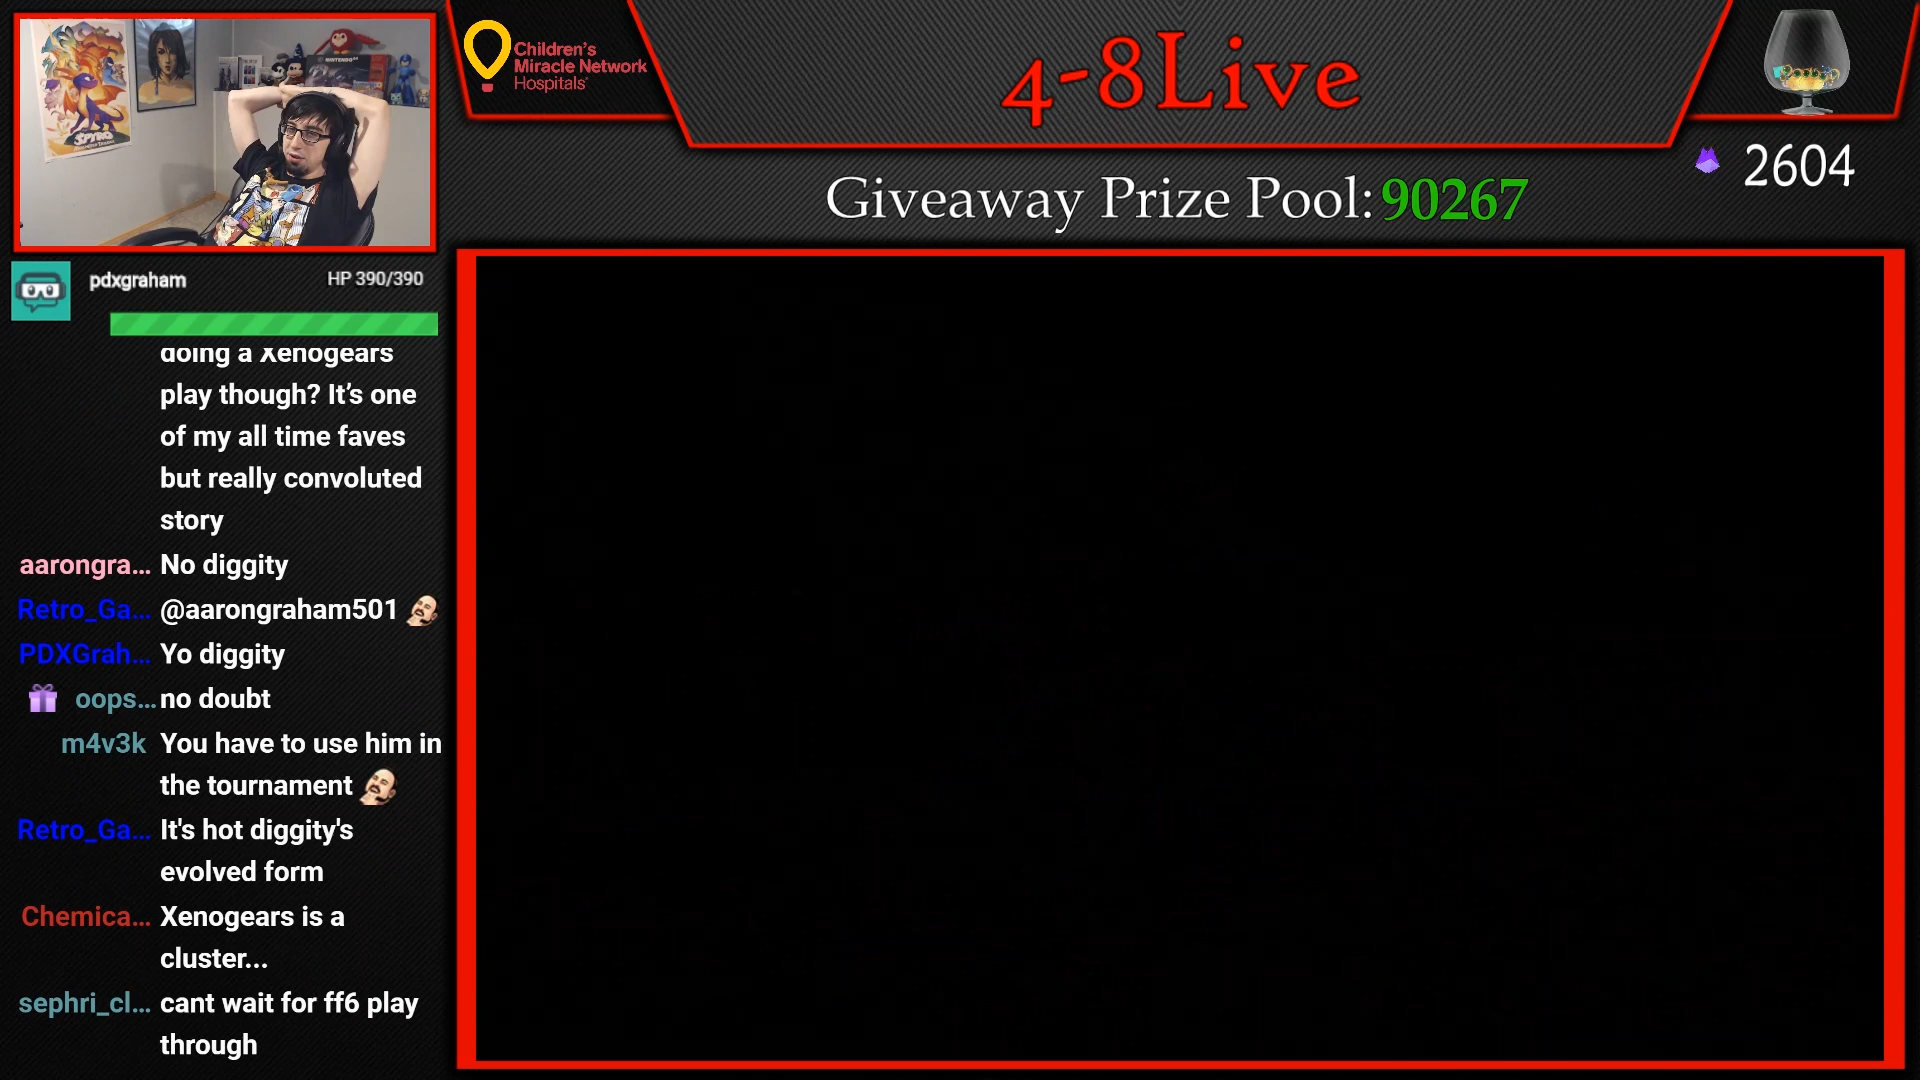 SPYRO
Children's
Miracle Network
Hospitals
4-8Live
2604
Giveaway Prize Pool: 90267
pdxgraham HP 390/390
doing a Xenogears
play though? It’s one
of my all time faves
but really convoluted
story
aarongra… No diggity
Retro_Ga… @aarongraham501
PDXGrah… Yo diggity
oops… no doubt
m4v3k You have to use him in
the tournament
Retro_Ga… It's hot diggity's
evolved form
Chemica… Xenogears is a
cluster...
sephri_cl… cant wait for ff6 play
through